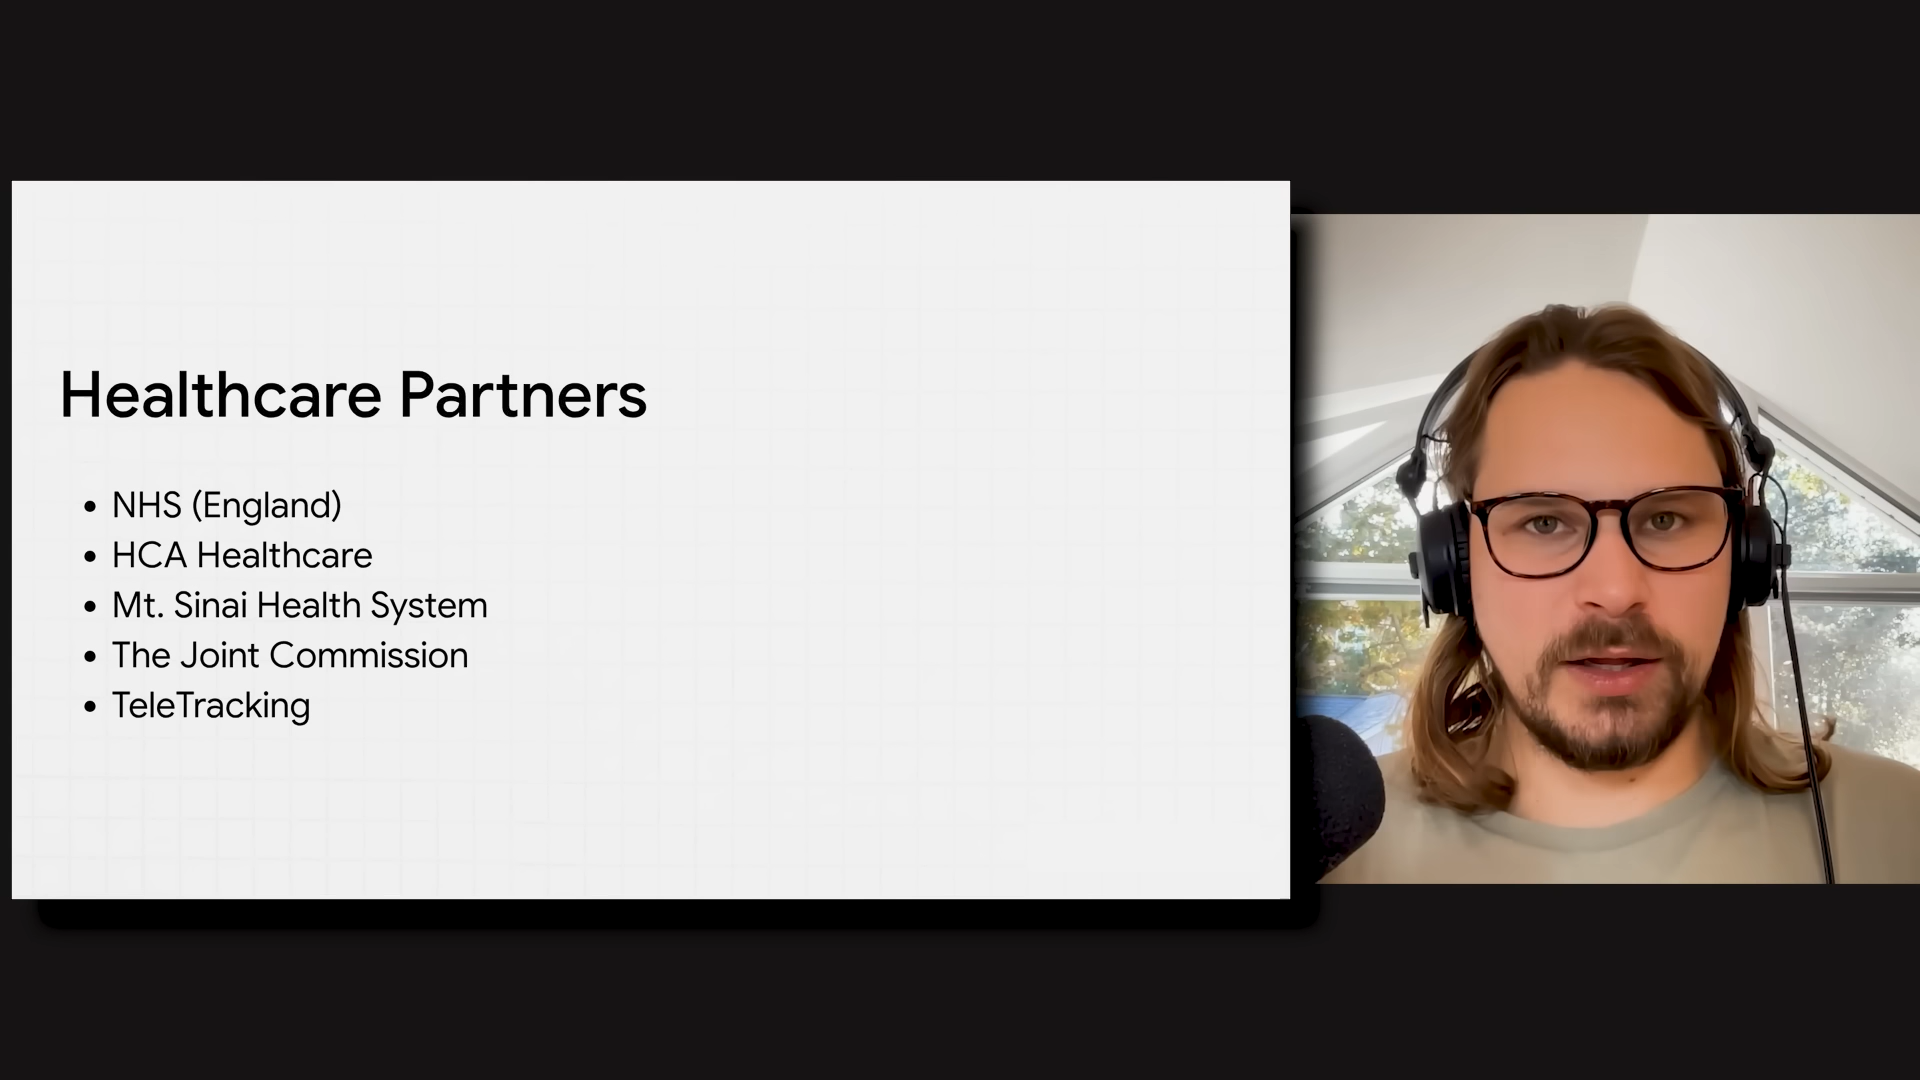 Healthcare Partners
• NHS (England)
• HCA Healthcare
• Mt. Sinai Health System
• The Joint Commission
• TeleTracking